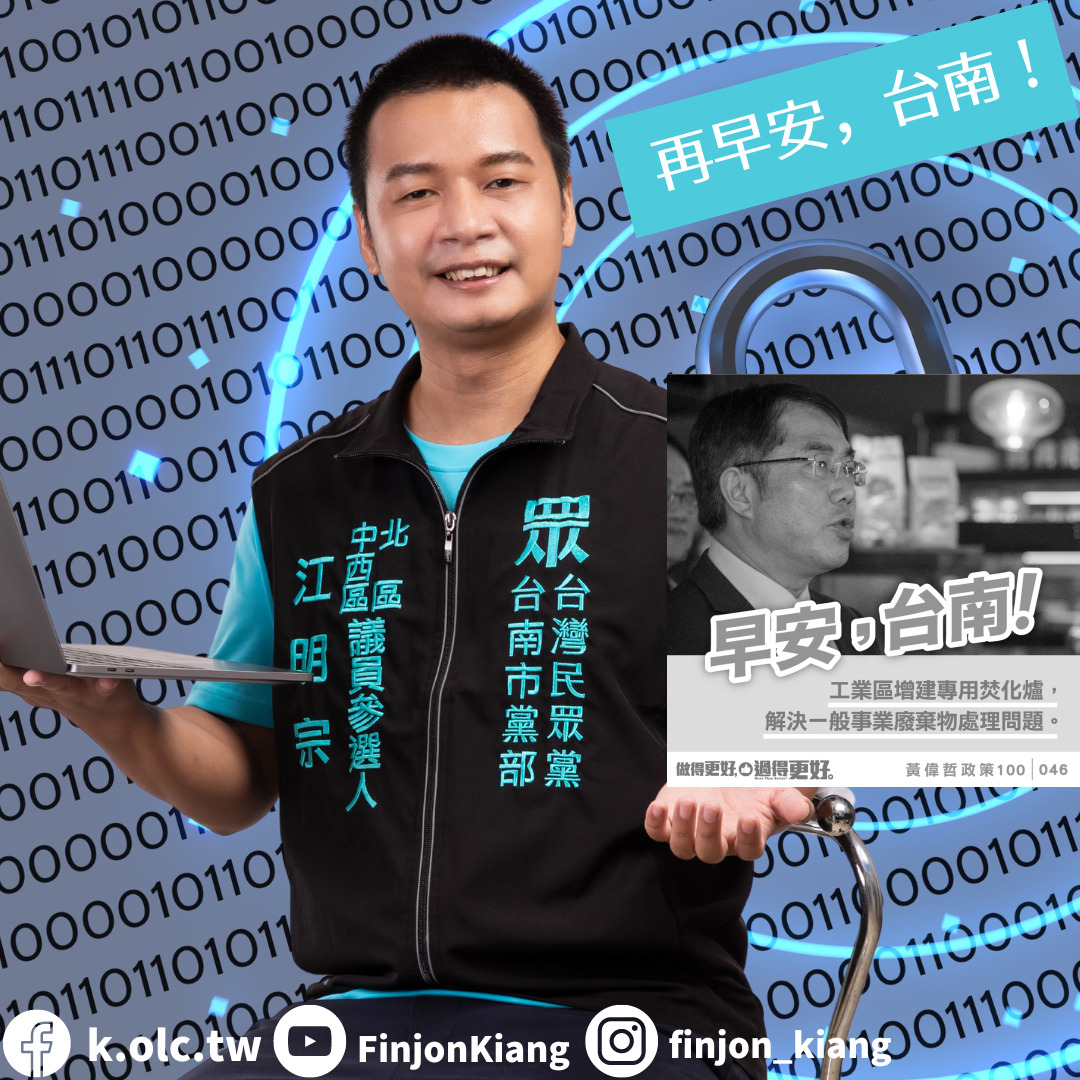 再早安，台南！
眾
台灣民眾黨
台南市黨部
北區
中西區
議員參選人
江明宗
早安，台南！
工業區增建專用焚化爐，
解決一般事業廢棄物處理問題。
做得更好，過得更好。
黃偉哲政策100｜046
k.olc.tw
FinjonKiang
finjon_kiang